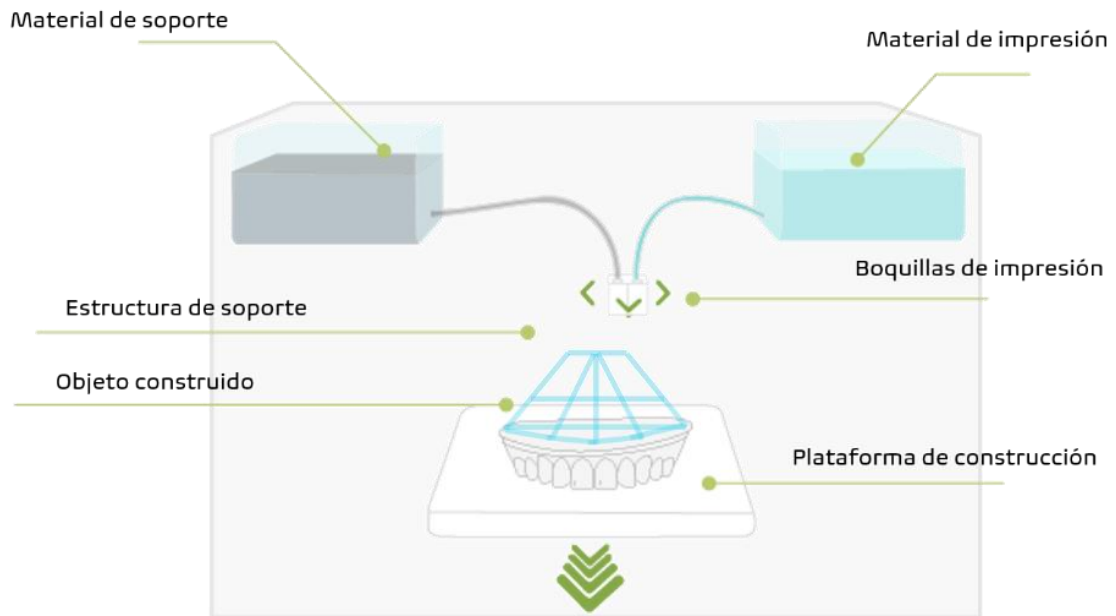 Material de soporte
Material de impresión
Boquillas de impresión
Estructura de soporte
Objeto construido
Plataforma de construcción